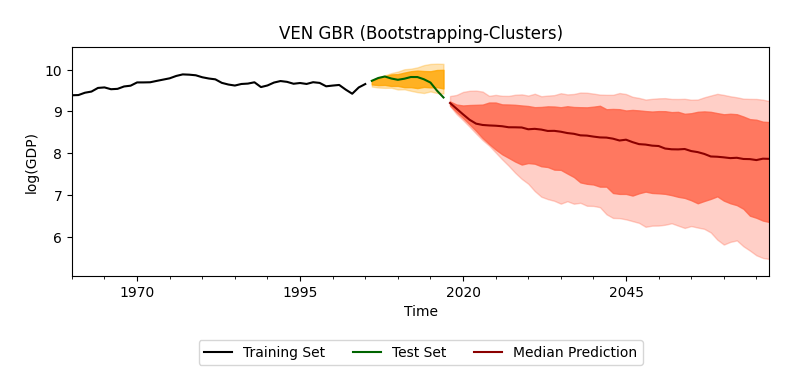 VEN GBR (Bootstrapping-Clusters)
10
9
8
7
6
log(GDP)
1970 1995 2020 2045
Time
Training Set Test Set Median Prediction